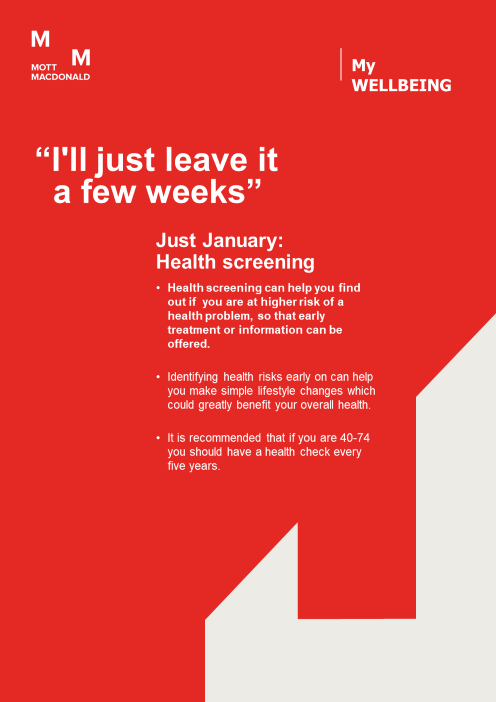 M
M
MOTT
MACDONALD
My
WELLBEING
“I'll just leave it
a few weeks”
Just January:
Health screening
• Health screening can help you find
out if you are at higher risk of a
health problem, so that early
treatment or information can be
offered.
• Identifying health risks early on can help
you make simple lifestyle changes which
could greatly benefit your overall health.
• It is recommended that if you are 40-74
you should have a health check every
five years.